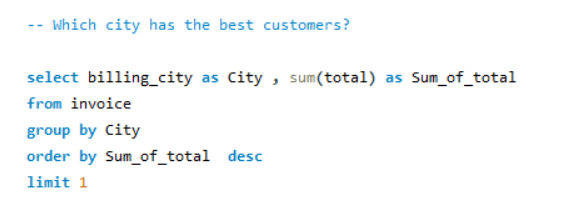 -- Which city has the best customers?
select billing_city as City , sum(total) as Sum_of_total
from invoice
group by City
order by Sum_of_total  desc
limit 1